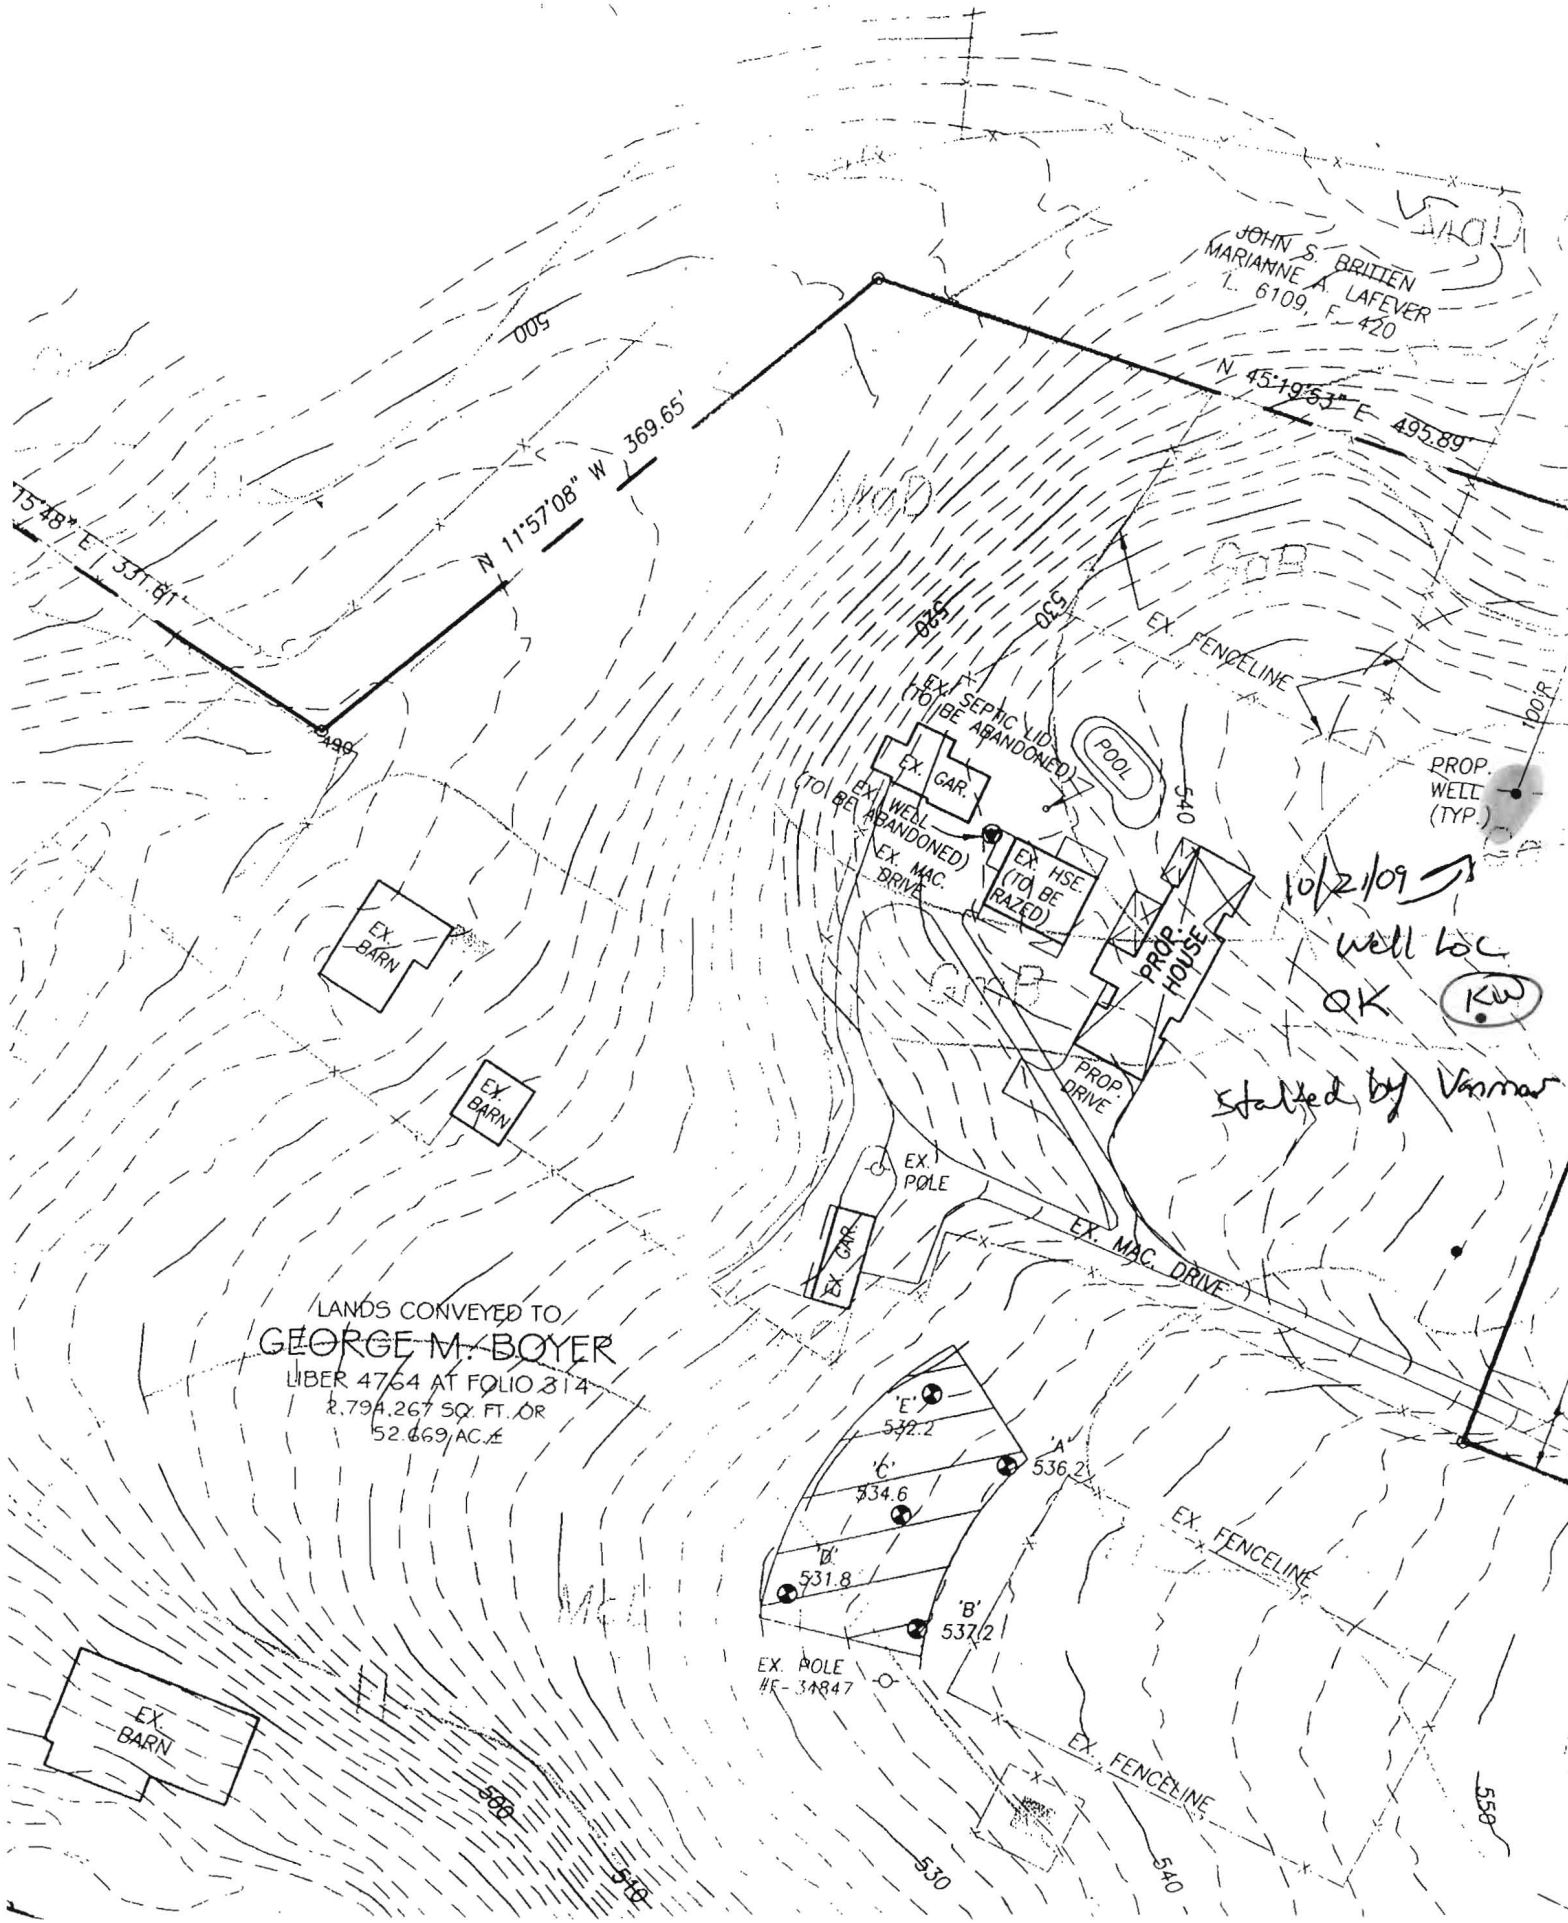 JOHN S. BRITTEN
MARIANNE A. LAFEVER
L. 6109, F. 420
500
N 45°19'53" E 495.89'
N 11°57'08" W 369.65'
15'48" E 331.81'
MaD
520
530
EX. FENCELINE
100'R
EX. SEPTIC LID
(TO BE ABANDONED)
POOL
490
EX. GAR.
540
PROP.
WELL
(TYP.)
EX. WELL
(TO BE ABANDONED)
EX. MAC.
DRIVE
EX. HSE.
(TO BE
RAZED)
10/21/09
Well Loc
OK KW
Staked by Vanmar
EX.
BARN
PROP.
HOUSE
PROP.
DRIVE
EX.
BARN
EX.
POLE
EX. GAR.
EX. MAC. DRIVE
LANDS CONVEYED TO
GEORGE M. BOYER
LIBER 4764 AT FOLIO 314
2,794,267 SQ. FT. OR
52.669 AC.±
'E'
532.2
'A'
536.2
'C'
534.6
EX. FENCELINE
'D'
531.8
'B'
537.2
EX. POLE
#F-34847
EX.
BARN
EX. FENCELINE
500
550
510
530
540